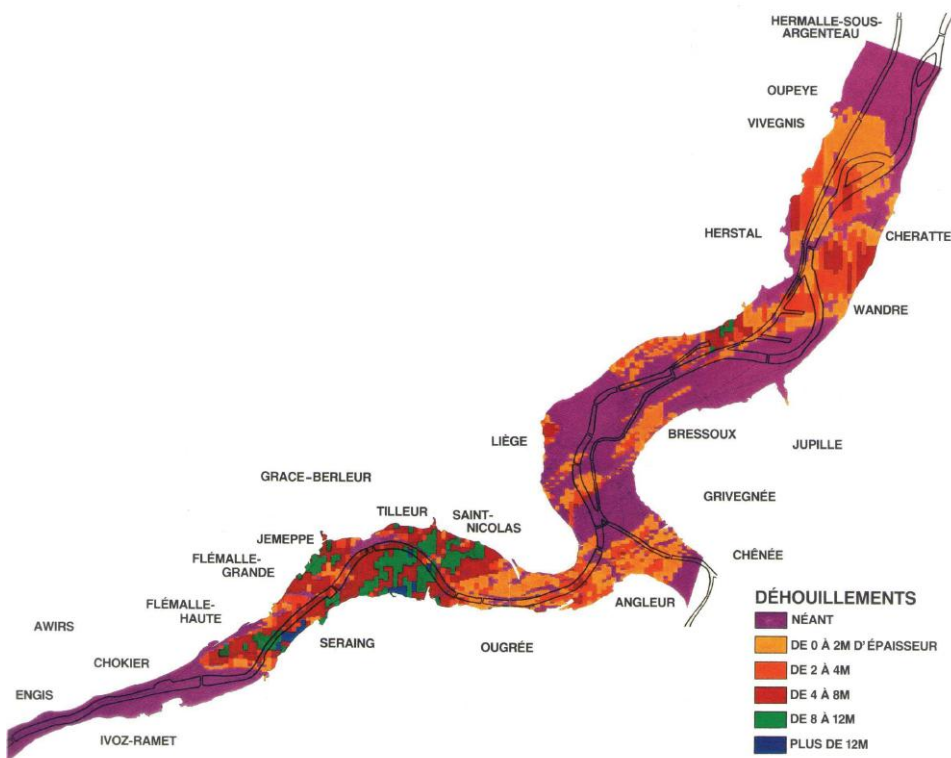 HERMALLE-SOUS-
ARGENTEAU
OUPEYE
VIVEGNIS
HERSTAL
CHERATTE
WANDRE
LIÈGE
BRESSOUX
JUPILLE
GRACE-BERLEUR
GRIVEGNÉE
TILLEUR
SAINT-
NICOLAS
JEMEPPE
FLÉMALLE-
GRANDE
CHÊNÉE
FLÉMALLE-
HAUTE
ANGLEUR
AWIRS
SERAING
OUGRÉE
CHOKIER
ENGIS
IVOZ-RAMET
DÉHOUILLEMENTS
NÉANT
DE 0 À 2M D'ÉPAISSEUR
DE 2 À 4M
DE 4 À 8M
DE 8 À 12M
PLUS DE 12M